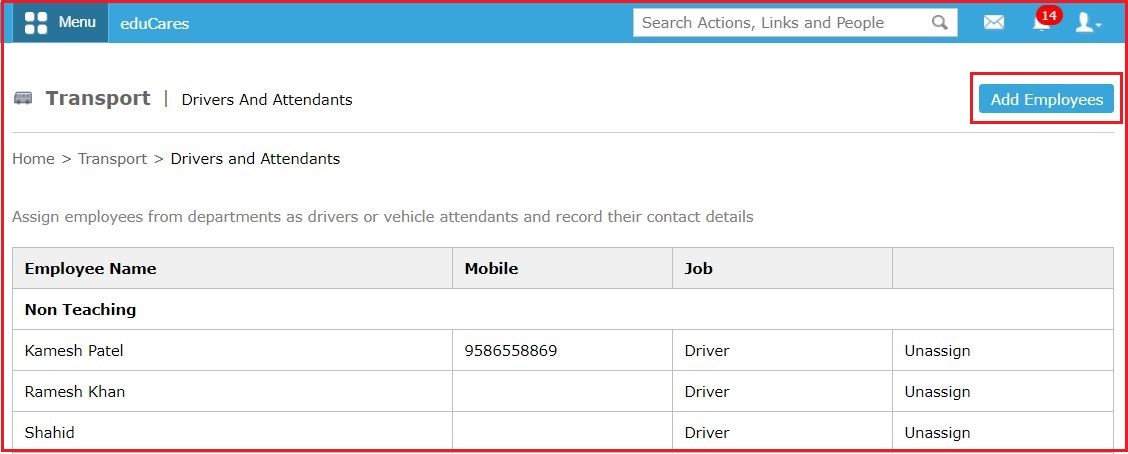 Menu eduCares Search Actions, Links and People 14
Transport | Drivers And Attendants Add Employees
Home > Transport > Drivers and Attendants
Assign employees from departments as drivers or vehicle attendants and record their contact details
Employee Name Mobile Job
Non Teaching
Kamesh Patel 9586558869 Driver Unassign
Ramesh Khan Driver Unassign
Shahid Driver Unassign